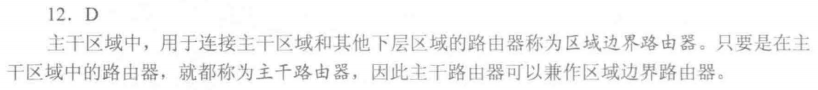 12．D
主干区域中，用于连接主干区域和其他下层区域的路由器称为区域边界路由器。只要是在主
干区域中的路由器，就都称为主干路由器，因此主干路由器可以兼作区域边界路由器。